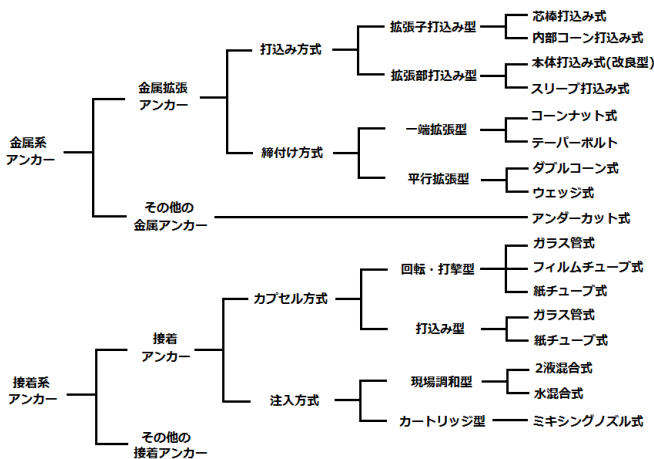 金属系
アンカー
金属拡張
アンカー
打込み方式
拡張子打込み型
芯棒打込み式
内部コーン打込み式
拡張部打込み型
本体打込み式(改良型)
スリーブ打込み式
締付け方式
一端拡張型
コーンナット式
テーパーボルト
平行拡張型
ダブルコーン式
ウェッジ式
その他の
金属アンカー
アンダーカット式
接着系
アンカー
接着
アンカー
カプセル方式
回転・打撃型
ガラス管式
フィルムチューブ式
紙チューブ式
打込み型
ガラス管式
紙チューブ式
注入方式
現場調和型
2液混合式
水混合式
カートリッジ型
ミキシングノズル式
その他の
接着アンカー